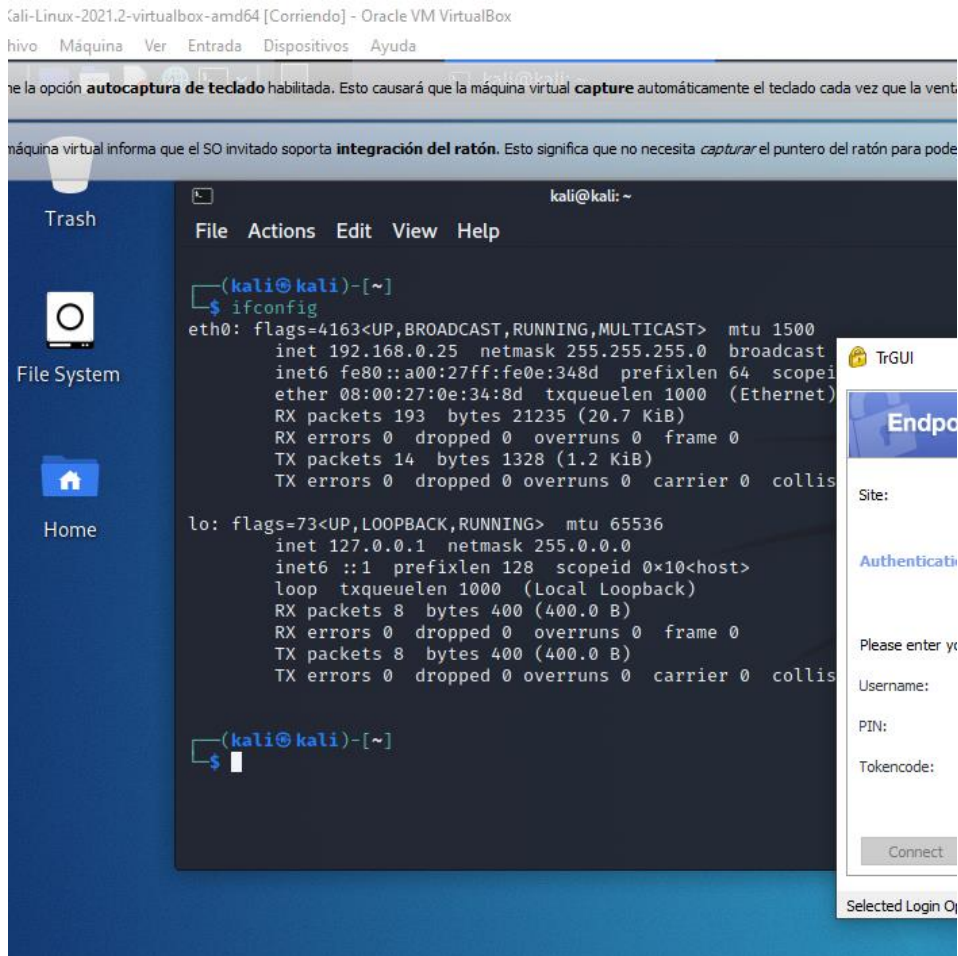 Kali-Linux-2021.2-virtualbox-amd64 [Corriendo] - Oracle VM VirtualBox
Máquina Ver Entrada Dispositivos Ayuda
la opción autocaptura de teclado habilitada. Esto causará que la máquina virtual capture automáticamente el teclado cada vez que la
máquina virtual informa que el SO invitado soporta integración del ratón. Esto significa que no necesita capturar el puntero del ratón para
Trash
File System
Home
kali@kali: ~
File Actions Edit View Help
┌──(kali㉿kali)-[~]
└─$ ifconfig
eth0: flags=4163<UP,BROADCAST,RUNNING,MULTICAST> mtu 1500
inet 192.168.0.25 netmask 255.255.255.0 broadcast
inet6 fe80::a00:27ff:fe0e:348d prefixlen 64 scopei
ether 08:00:27:0e:34:8d txqueuelen 1000 (Ethernet)
RX packets 193 bytes 21235 (20.7 KiB)
RX errors 0 dropped 0 overruns 0 frame 0
TX packets 14 bytes 1328 (1.2 KiB)
TX errors 0 dropped 0 overruns 0 carrier 0 collis
lo: flags=73<UP,LOOPBACK,RUNNING> mtu 65536
inet 127.0.0.1 netmask 255.0.0.0
inet6 ::1 prefixlen 128 scopeid 0×10<host>
loop txqueuelen 1000 (Local Loopback)
RX packets 8 bytes 400 (400.0 B)
RX errors 0 dropped 0 overruns 0 frame 0
TX packets 8 bytes 400 (400.0 B)
TX errors 0 dropped 0 overruns 0 carrier 0 collis
┌──(kali㉿kali)-[~]
└─$
TrGUI
Endpo
Site:
Authenticati
Please enter yo
Username:
PIN:
Tokencode:
Connect
Selected Login Op